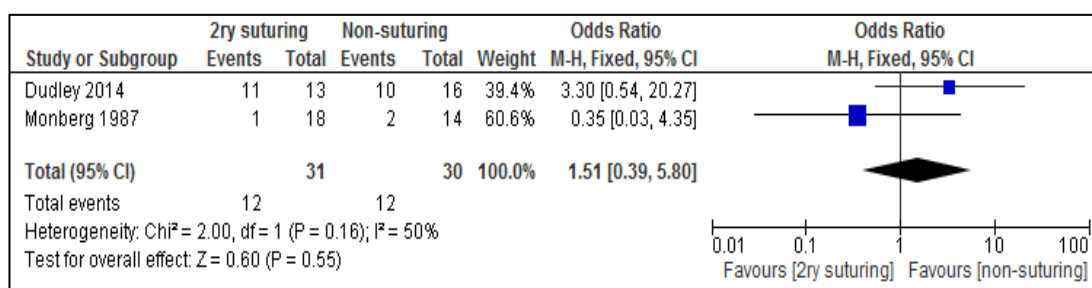 2ry suturing Non-suturing Odds Ratio Odds Ratio
Study or Subgroup Events Total Events Total Weight M-H, Fixed, 95% CI M-H, Fixed, 95% CI
Dudley 2014 11 13 10 16 39.4% 3.30 [0.54, 20.27]
Monberg 1987 1 18 2 14 60.6% 0.35 [0.03, 4.35]
Total (95% CI) 31 30 100.0% 1.51 [0.39, 5.80]
Total events 12 12
Heterogeneity: Chi² = 2.00, df = 1 (P = 0.16); I² = 50%
Test for overall effect: Z = 0.60 (P = 0.55)
0.01 0.1 1 10 100
Favours [2ry suturing] Favours [non-suturing]